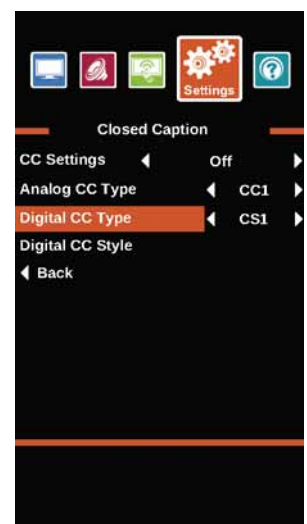 Settings
Closed Caption
CC Settings Off
Analog CC Type CC1
Digital CC Type CS1
Digital CC Style
Back